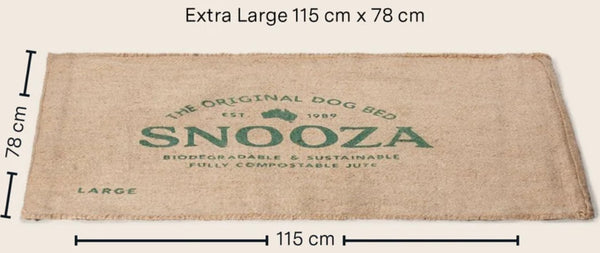 Extra Large 115 cm x 78 cm
78 cm
THE ORIGINAL DOG BED
EST. 1989
SNOOZA
BIODEGRADABLE & SUSTAINABLE
FULLY COMPOSTABLE JUTE
LARGE
115 cm